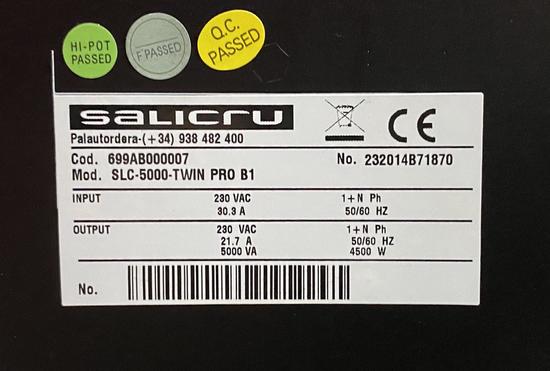 HI-POT
PASSED
F PASSED
Q.C.
PASSED
SALICRU
Palautordera-(+34) 938 482 400
Cod. 699AB000007
No. 232014B71870
Mod. SLC-5000-TWIN PRO B1
INPUT 230 VAC 1+N Ph
30.3 A 50/60 HZ
OUTPUT 230 VAC 1+N Ph
21.7 A 50/60 HZ
5000 VA 4500 W
No.
CE